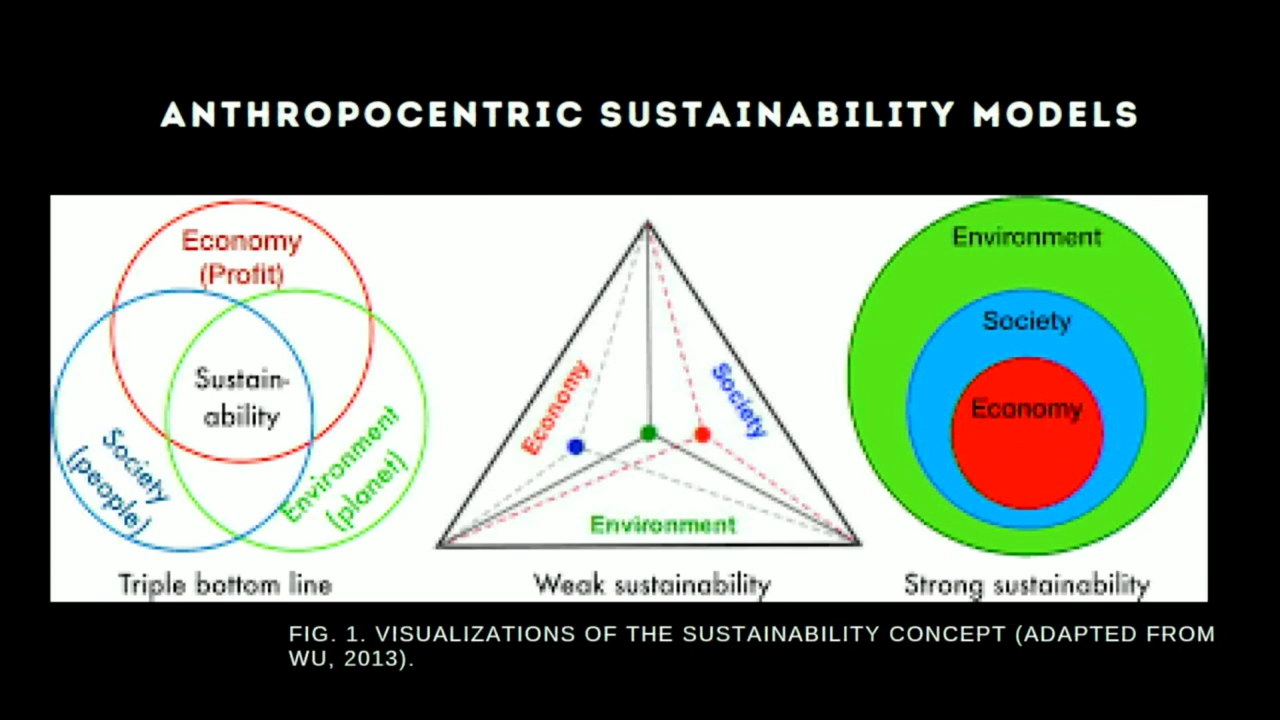 ANTHROPOCENTRIC SUSTAINABILITY MODELS
Economy
(Profit)
Sustain-
ability
Society
(people)
Environment
(planet)
Triple bottom line
Economy
Society
Environment
Weak sustainability
Environment
Society
Economy
Strong sustainability
FIG. 1. VISUALIZATIONS OF THE SUSTAINABILITY CONCEPT (ADAPTED FROM
WU, 2013).